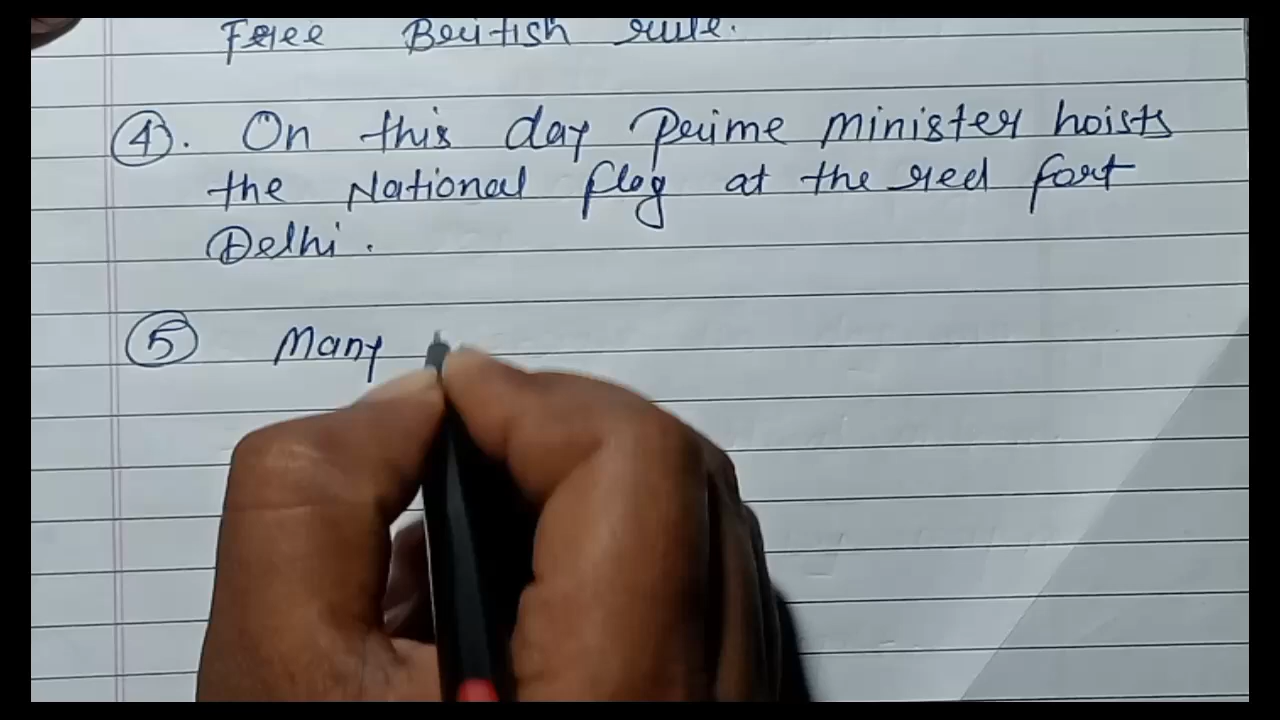 Free British rule.
4. On this day Prime minister hoists
the National flag at the red fort
Delhi.
5 Many